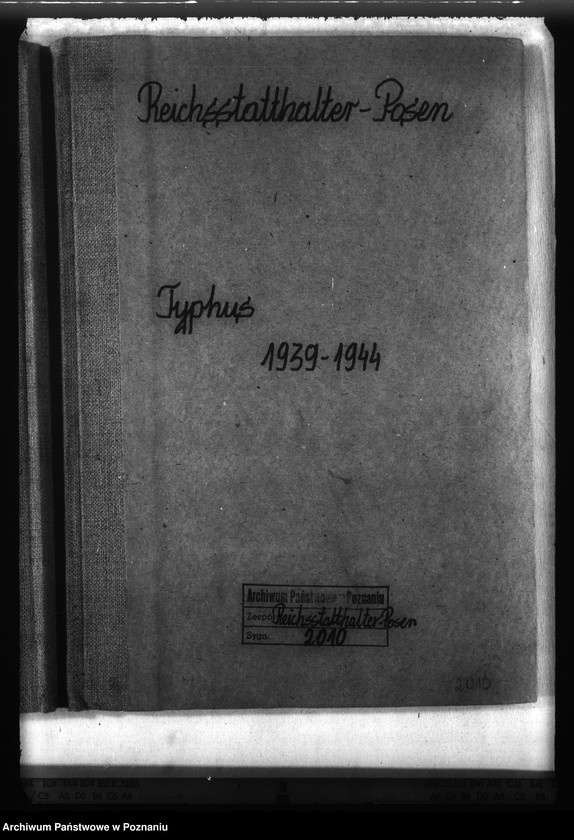 Reichsstatthalter-Posen
Typhus
1939-1944
Archiwum Państwowe w Poznaniu
Zespół Reichsstatthalter-Posen
Sygn. 2010
2010
Archiwum Państwowe w Poznaniu